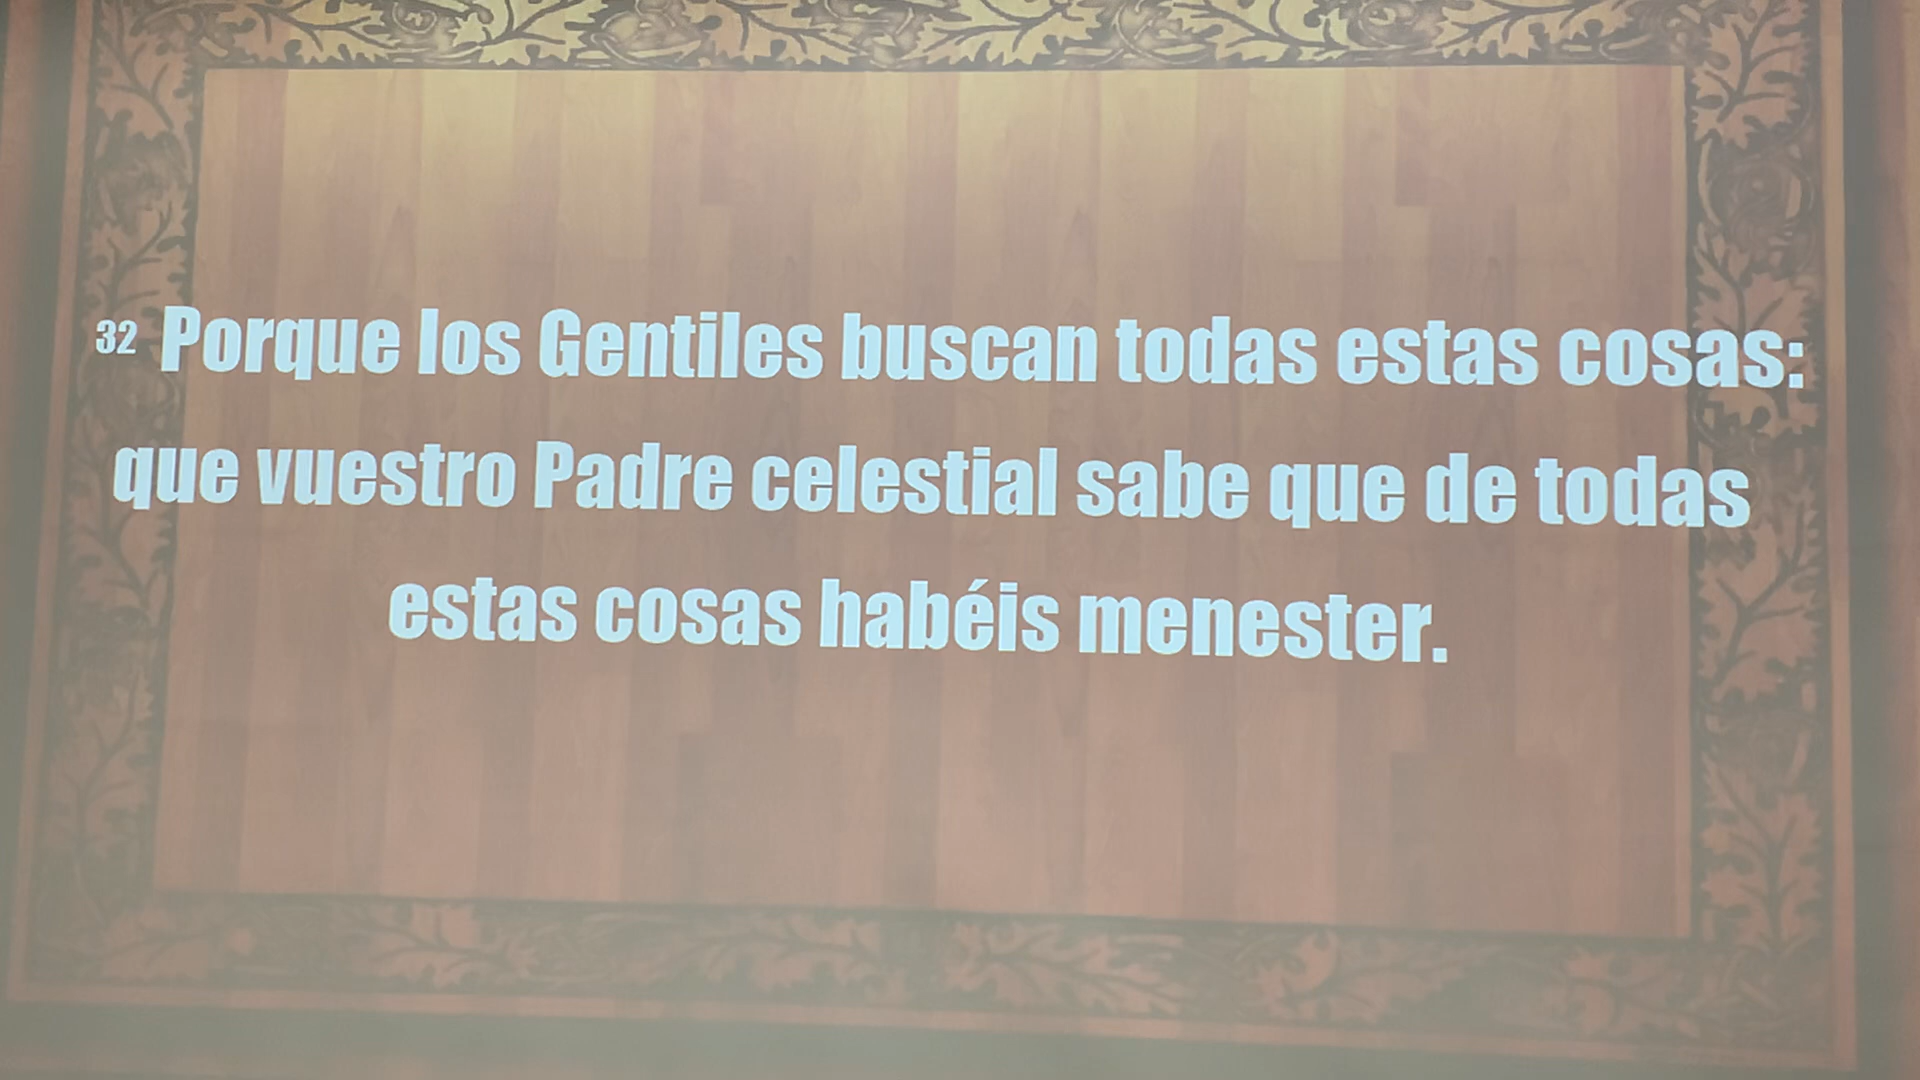 32 Porque los Gentiles buscan todas estas cosas:
que vuestro Padre celestial sabe que de todas
estas cosas habéis menester.